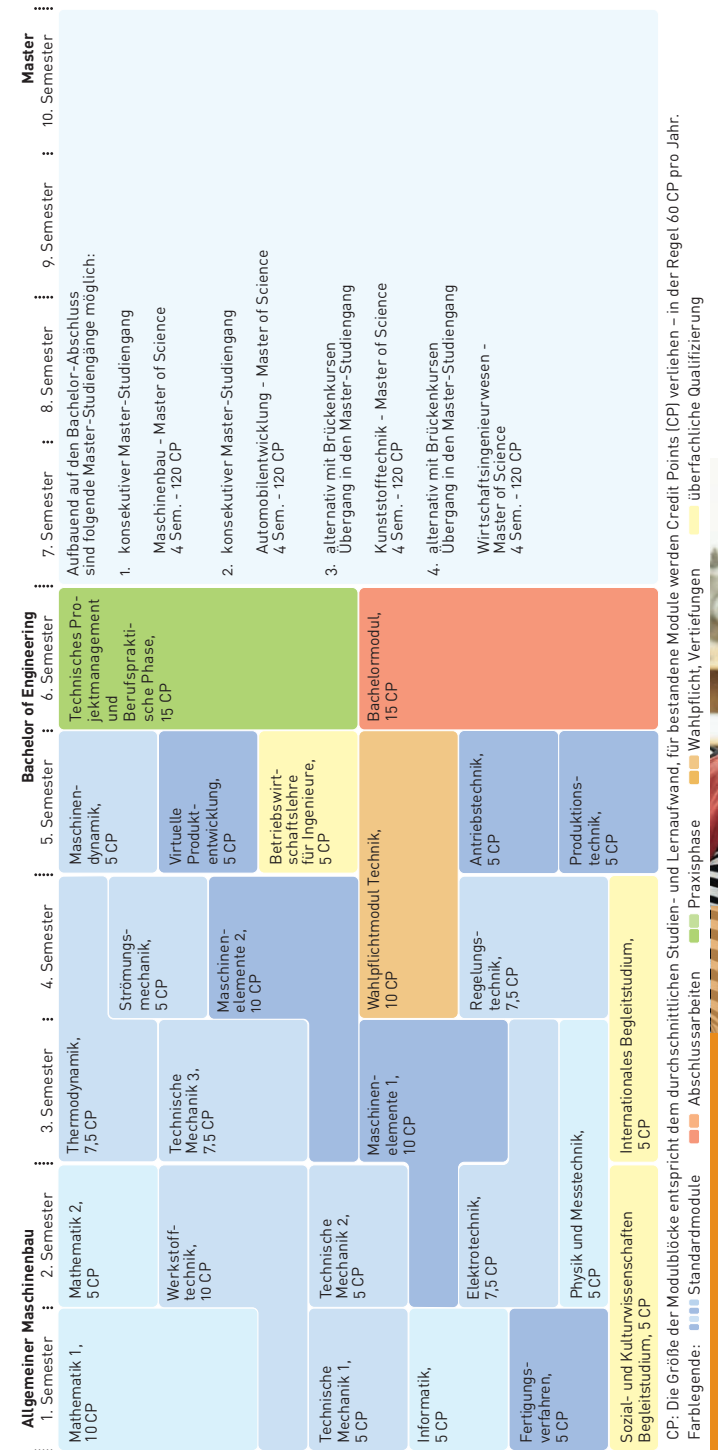 Allgemeiner Maschinenbau
Bachelor of Engineering
Master
1. Semester
2. Semester
3. Semester
4. Semester
5. Semester
6. Semester
7. Semester
8. Semester
9. Semester
10. Semester
Mathematik 1,
10 CP
Technische
Mechanik 1,
5 CP
Informatik,
5 CP
Fertigungs-
verfahren,
5 CP
Sozial- und Kulturwissenschaften
Begleitstudium, 5 CP
Mathematik 2,
5 CP
Werkstoff-
technik,
10 CP
Technische
Mechanik 2,
5 CP
Elektrotechnik,
7,5 CP
Physik und Messtechnik,
5 CP
Thermodynamik,
7,5 CP
Technische
Mechanik 3,
7,5 CP
Maschinen-
elemente 1,
10 CP
Internationales Begleitstudium,
5 CP
Strömungs-
mechanik,
5 CP
Maschinen-
elemente 2,
10 CP
Wahlpflichtmodul Technik,
10 CP
Regelungs-
technik,
7,5 CP
Maschinen-
dynamik,
5 CP
Virtuelle
Produkt-
entwicklung,
5 CP
Betriebswirt-
schaftslehre
für Ingenieure,
5 CP
Antriebstechnik,
5 CP
Produktions-
technik,
5 CP
Technisches Pro-
jektmanagement
und
Berufsprakti-
sche Phase,
15 CP
Bachelormodul,
15 CP
Aufbauend auf den Bachelor-Abschluss
sind folgende Master-Studiengänge möglich:
1. konsekutiver Master-Studiengang
Maschinenbau - Master of Science
4 Sem. - 120 CP
2. konsekutiver Master-Studiengang
Automobilentwicklung - Master of Science
4 Sem. - 120 CP
3. alternativ mit Brückenkursen
Übergang in den Master-Studiengang
Kunststofftechnik - Master of Science
4 Sem. - 120 CP
4. alternativ mit Brückenkursen
Übergang in den Master-Studiengang
Wirtschaftsingenieurwesen -
Master of Science
4 Sem. - 120 CP
CP: Die Größe der Modulblöcke entspricht dem durchschnittlichen Studien- und Lernaufwand, für bestandene Module werden Credit Points (CP) verliehen – in der Regel 60 CP pro Jahr.
Farblegende: Standardmodule Abschlussarbeiten Praxisphase Wahlpflicht, Vertiefungen überfachliche Qualifizierung